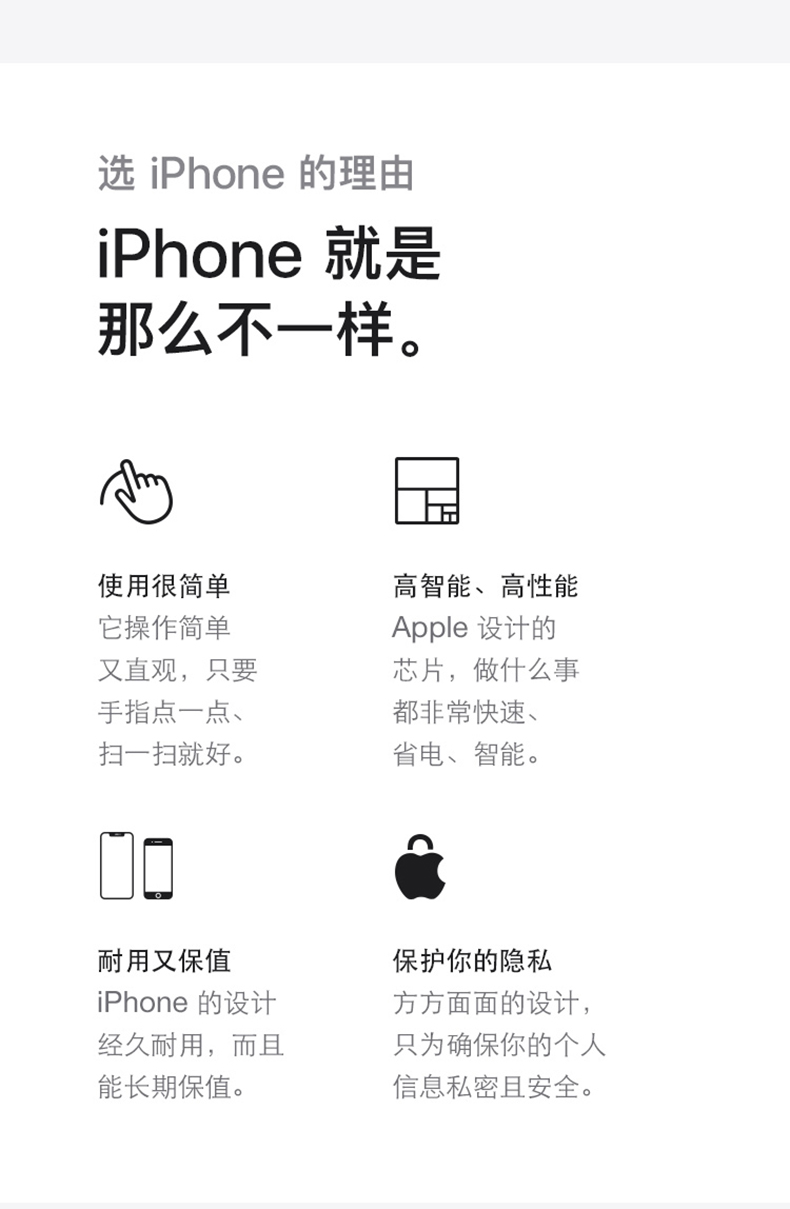 选 iPhone 的理由
iPhone 就是
那么不一样。
使用很简单
它操作简单
又直观，只要
手指点一点、
扫一扫就好。
高智能、高性能
Apple 设计的
芯片，做什么事
都非常快速、
省电、智能。
耐用又保值
iPhone 的设计
经久耐用，而且
能长期保值。
保护你的隐私
方方面面的设计，
只为确保你的个人
信息私密且安全。